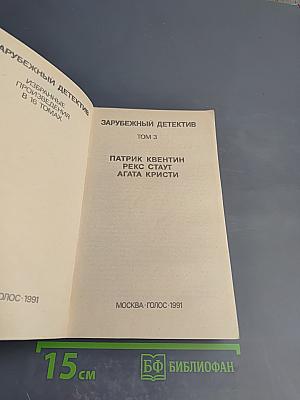 ЗАРУБЕЖНЫЙ ДЕТЕКТИВ
ИЗБРАННЫЕ
ПРОИЗВЕДЕНИЯ
В 16 ТОМАХ
ГОЛОС·1991
ЗАРУБЕЖНЫЙ ДЕТЕКТИВ
ТОМ 3
ПАТРИК КВЕНТИН
РЕКС СТАУТ
АГАТА КРИСТИ
МОСКВА·ГОЛОС·1991
15 см
БФ БИБЛИОФАН